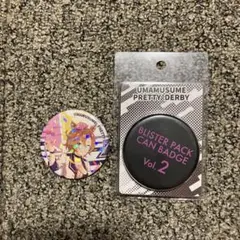 UMAMUSUME
PRETTY DERBY
BLISTER PACK
CAN BADGE
Vol. 2